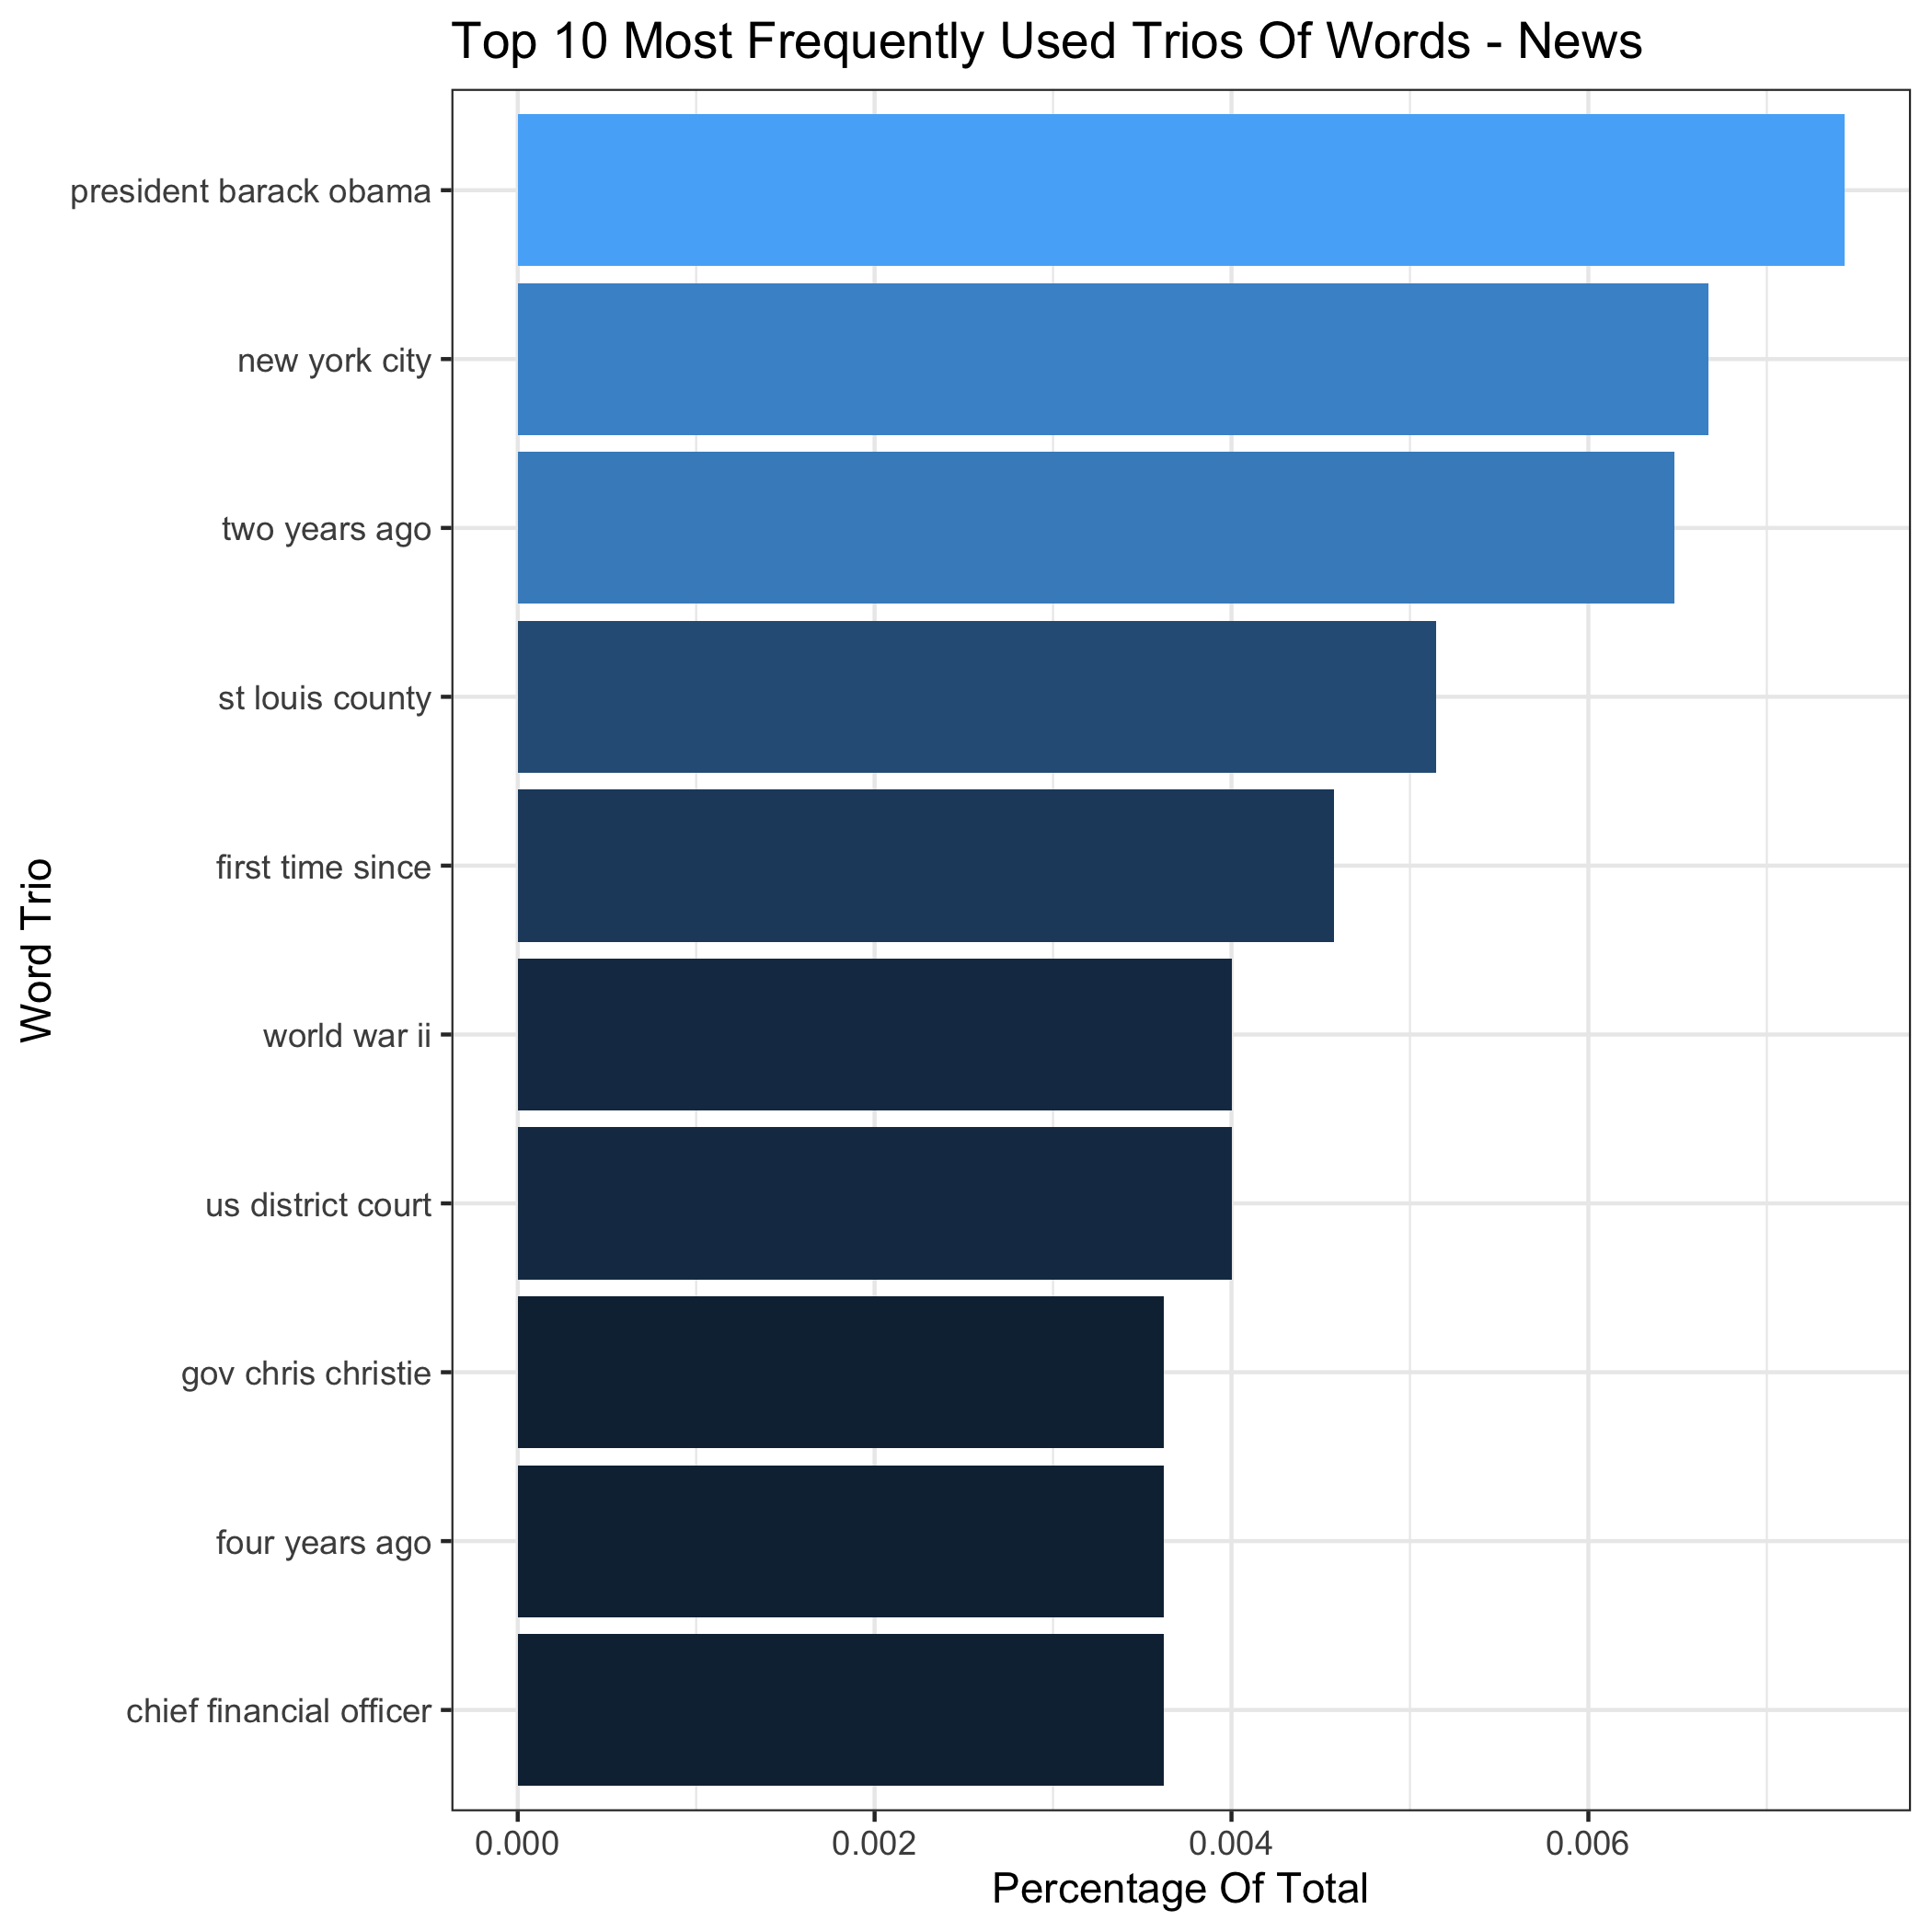 Top 10 Most Frequently Used Trios Of Words - News
Word Trio
president barack obama
new york city
two years ago
st louis county
first time since
world war ii
us district court
gov chris christie
four years ago
chief financial officer
0.000 0.002 0.004 0.006
Percentage Of Total